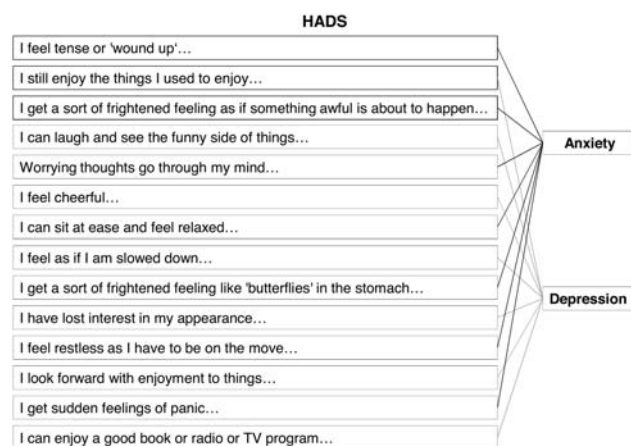 HADS
I feel tense or 'wound up'…
I still enjoy the things I used to enjoy…
I get a sort of frightened feeling as if something awful is about to happen…
I can laugh and see the funny side of things…
Worrying thoughts go through my mind…
I feel cheerful…
I can sit at ease and feel relaxed…
I feel as if I am slowed down…
I get a sort of frightened feeling like 'butterflies' in the stomach…
I have lost interest in my appearance…
I feel restless as I have to be on the move…
I look forward with enjoyment to things…
I get sudden feelings of panic…
I can enjoy a good book or radio or TV program…
Anxiety
Depression